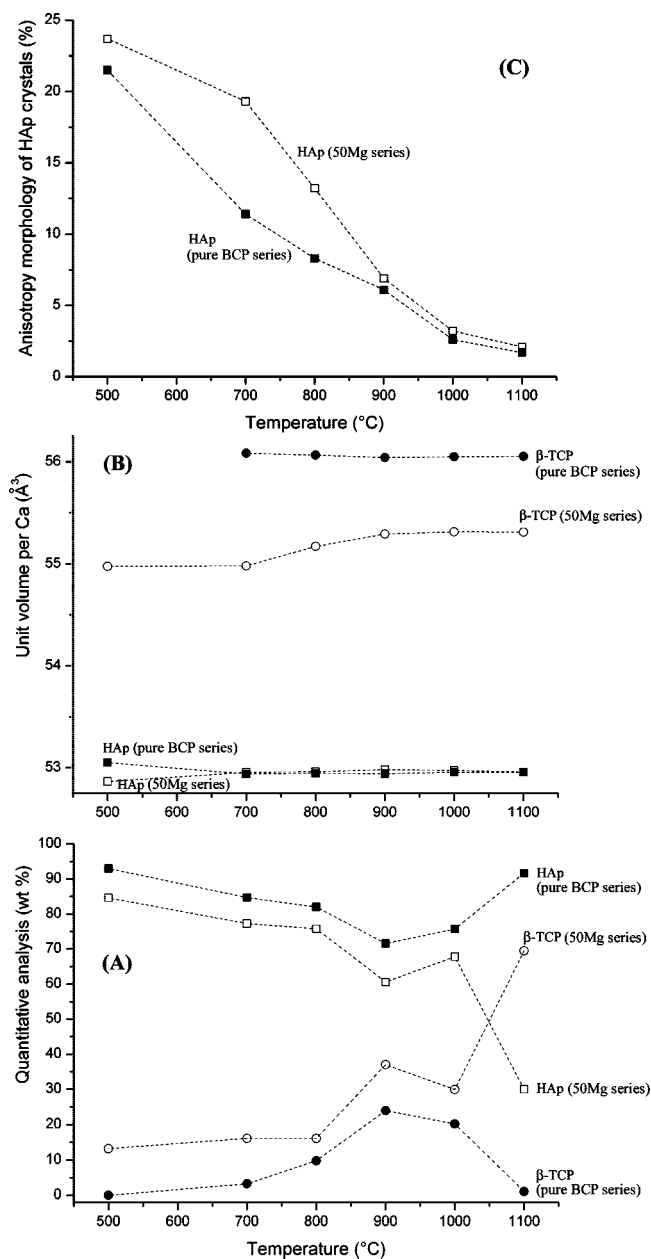 Anisotropy morphology of HAp crystals (%)
25
20
15
10
5
0
(C)
HAp (50Mg series)
HAp
(pure BCP series)
500 600 700 800 900 1000 1100
Temperature (°C)
Unit volume per Ca (Å³)
56
55
54
53
(B)
β-TCP
(pure BCP series)
β-TCP (50Mg series)
HAp (pure BCP series)
HAp (50Mg series)
500 600 700 800 900 1000 1100
Quantitative analysis (wt %)
100
90
80
70
60
50
40
30
20
10
0
(A)
HAp
(pure BCP series)
β-TCP (50Mg series)
HAp (50Mg series)
β-TCP
(pure BCP series)
500 600 700 800 900 1000 1100
Temperature (°C)